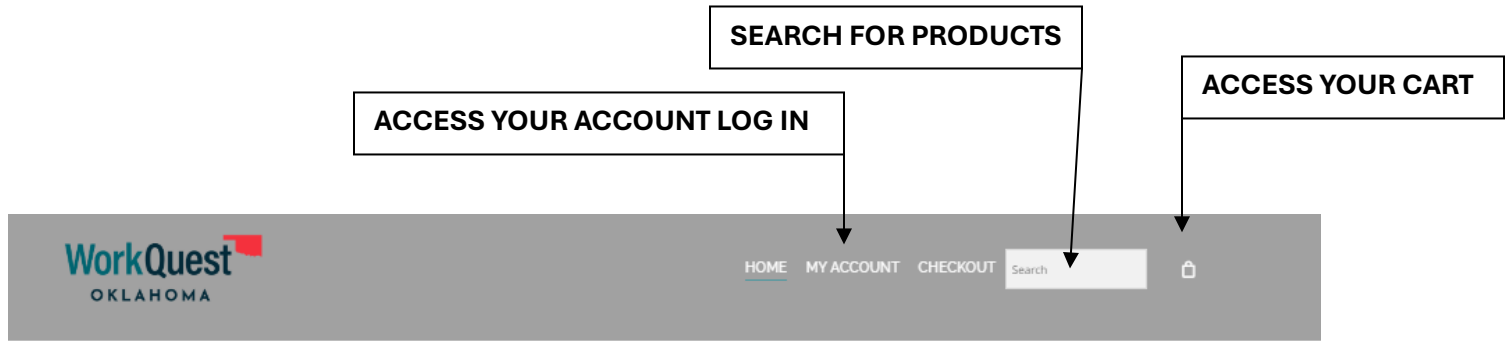 SEARCH FOR PRODUCTS
ACCESS YOUR CART
ACCESS YOUR ACCOUNT LOG IN
WorkQuest
OKLAHOMA
HOME MY ACCOUNT CHECKOUT Search